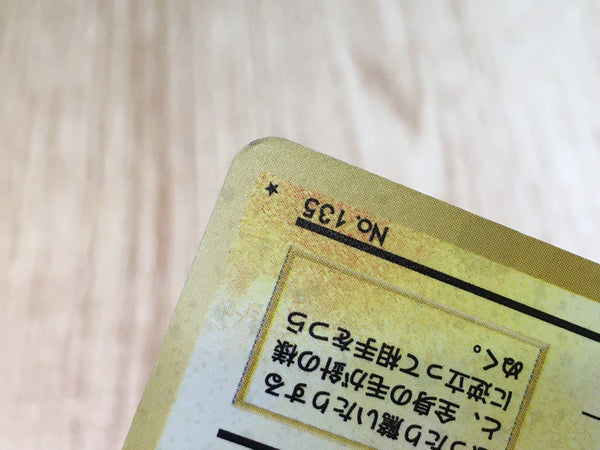 ったり驚いたりする
と、全身の毛が針の様
に逆立って相手をつら
ぬく。
No. 135 ★